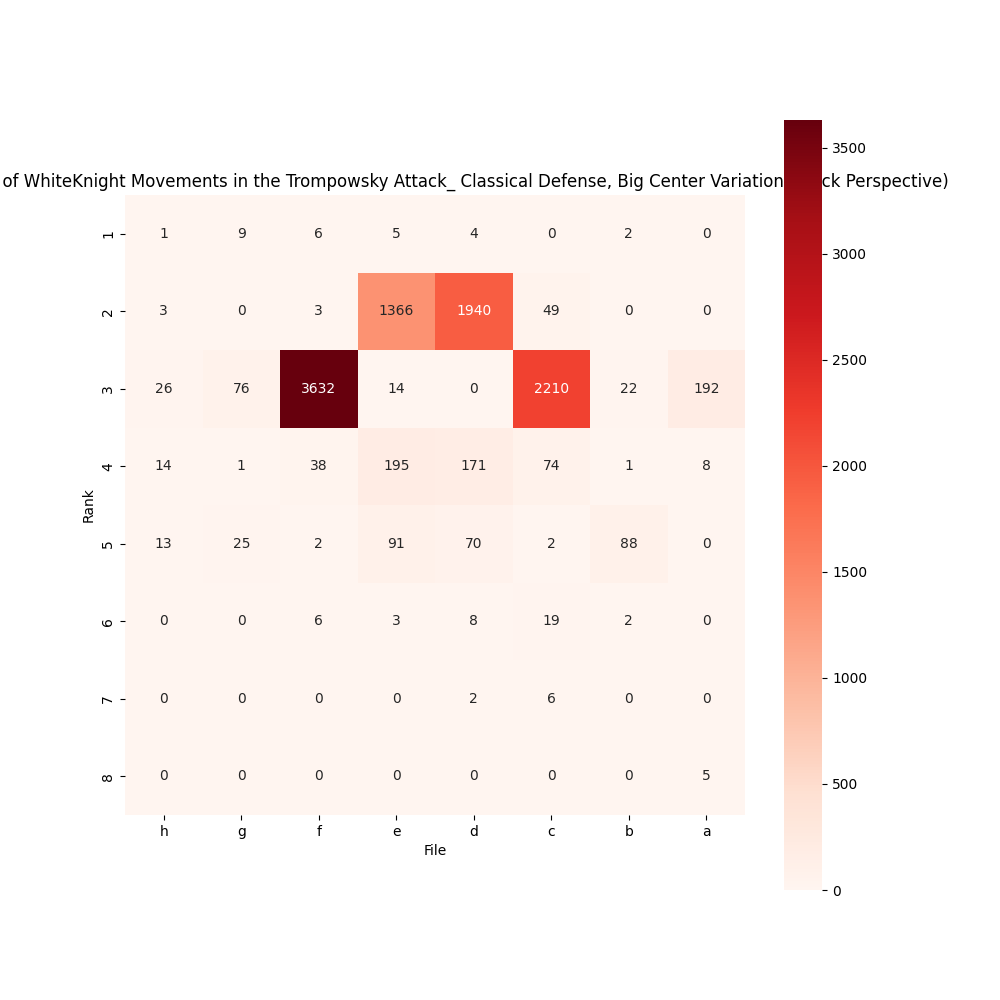 of WhiteKnight Movements in the Trompowsky Attack_ Classical Defense, Big Center Variation ck Perspective)
1 1 9 6 5 4 0 2 0
2 3 0 3 1366 1940 49 0 0
3 26 76 3632 14 0 2210 22 192
4 14 1 38 195 171 74 1 8
5 13 25 2 91 70 2 88 0
6 0 0 6 3 8 19 2 0
7 0 0 0 0 2 6 0 0
8 0 0 0 0 0 0 0 5
Rank
h g f e d c b a
File
3500
3000
2500
2000
1500
1000
500
0